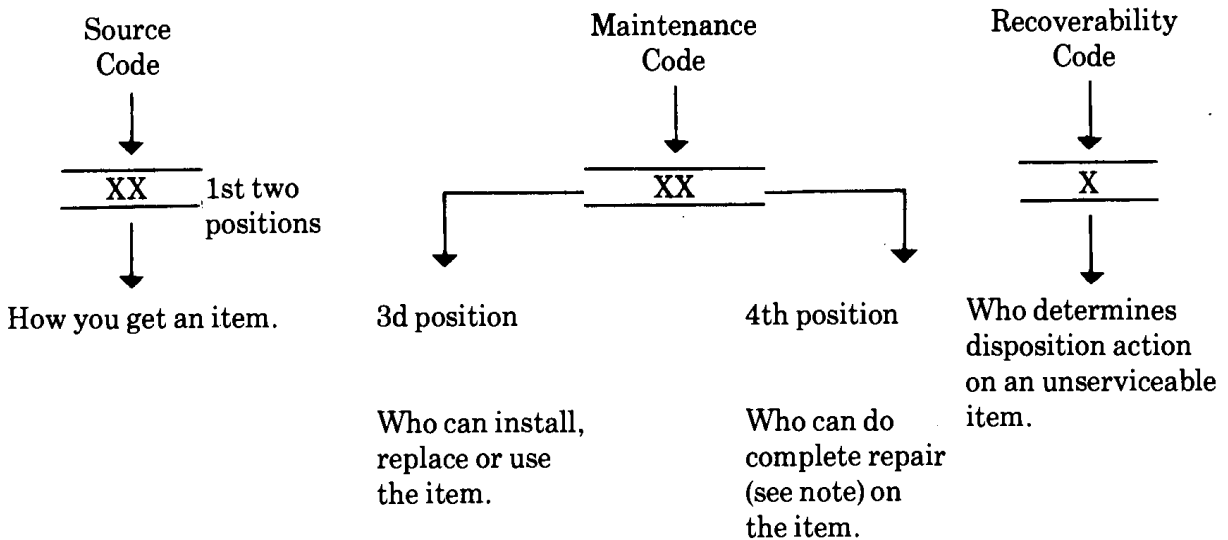 Source
Code
XX
1st two
positions
How you get an item.
Maintenance
Code
XX
3d position
Who can install,
replace or use
the item.
4th position
Who can do
complete repair
(see note) on
the item.
Recoverability
Code
X
Who determines
disposition action
on an unserviceable
item.